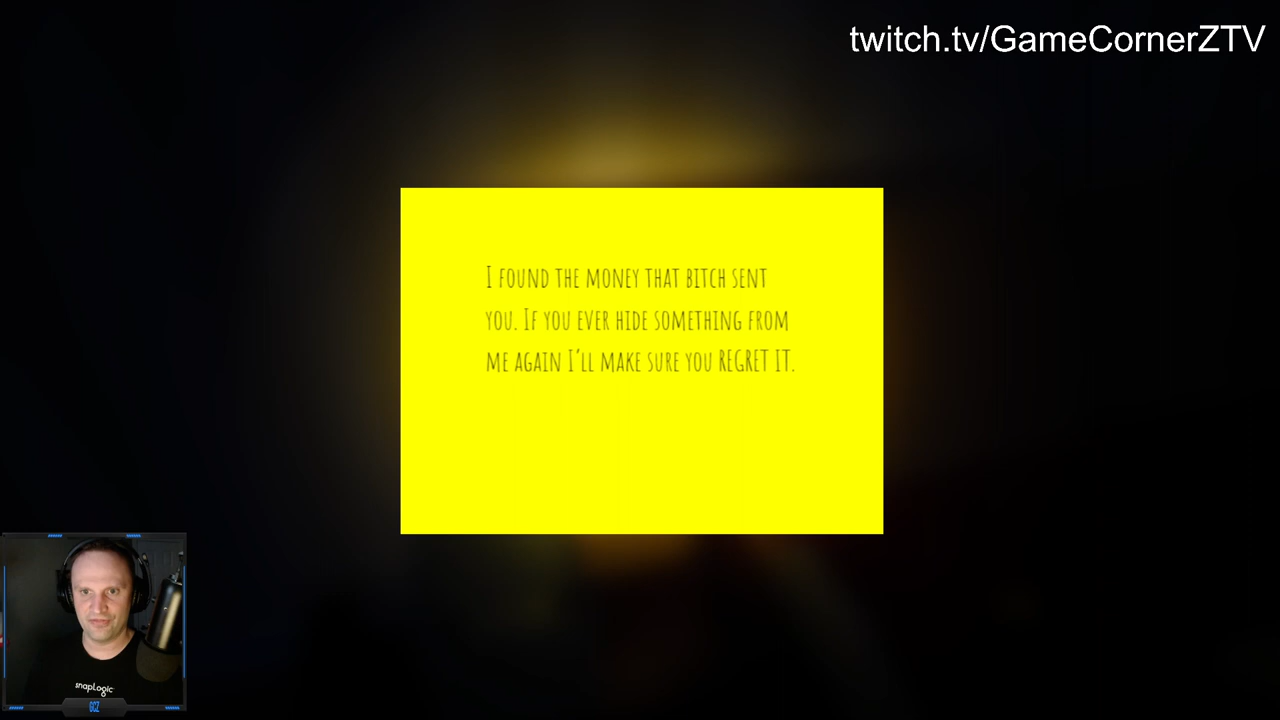 twitch.tv/GameCornerZTV
I FOUND THE MONEY THAT BITCH SENT
YOU. IF YOU EVER HIDE SOMETHING FROM
ME AGAIN I'LL MAKE SURE YOU REGRET IT.
snapLogic
GCZ